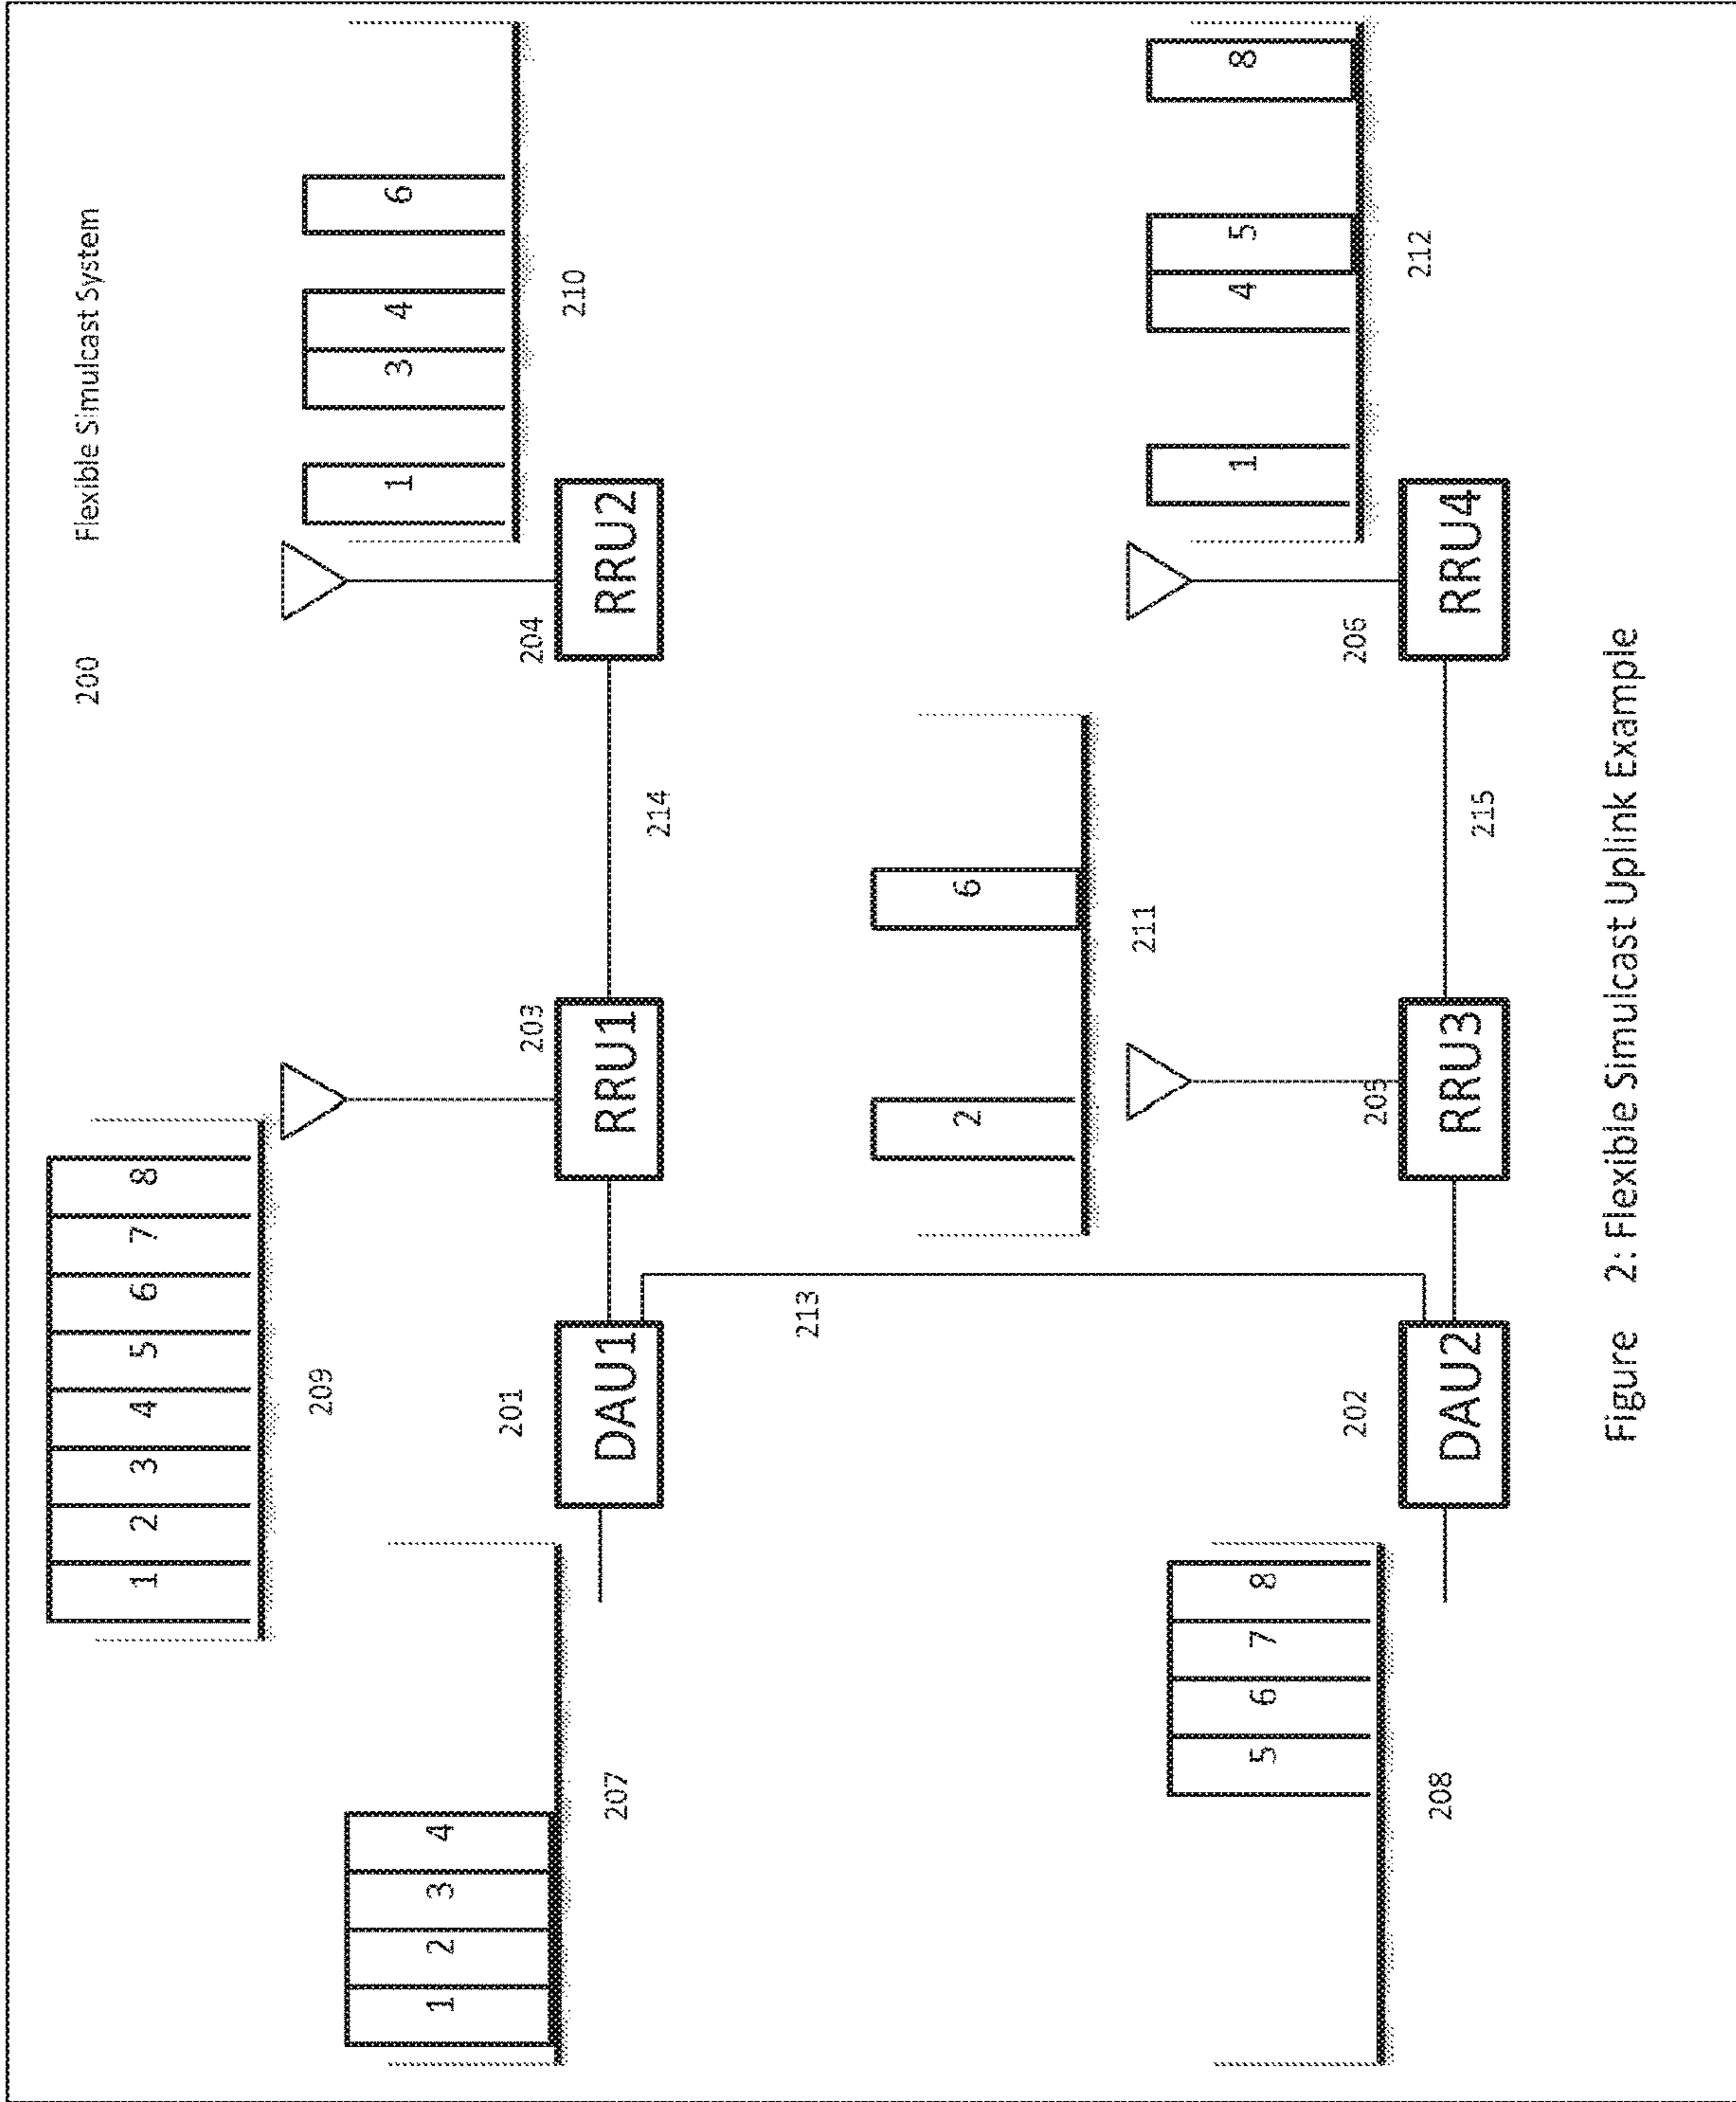 200 Flexible Simulcast System
1 2 3 4 5 6 7 8
209
1 2 3 4
207
1 3 4 6
210
201
DAU1
203
RRU1
204
RRU2
214
213
2 6
211
5 6 7 8
208
1 4 5 8
212
202
DAU2
205
RRU3
206
RRU4
215
Figure 2: Flexible Simulcast Uplink Example